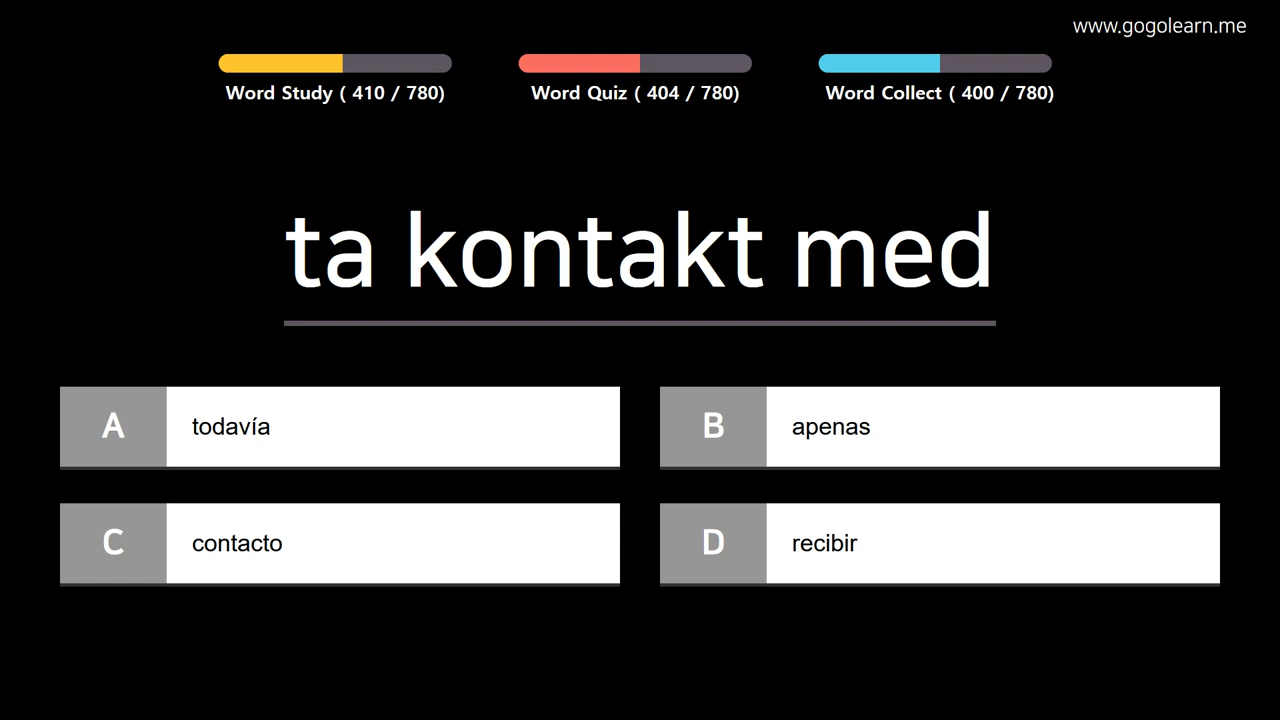 www.gogolearn.me
Word Study ( 410 / 780)
Word Quiz ( 404 / 780)
Word Collect ( 400 / 780)
ta kontakt med
A todavía
B apenas
C contacto
D recibir